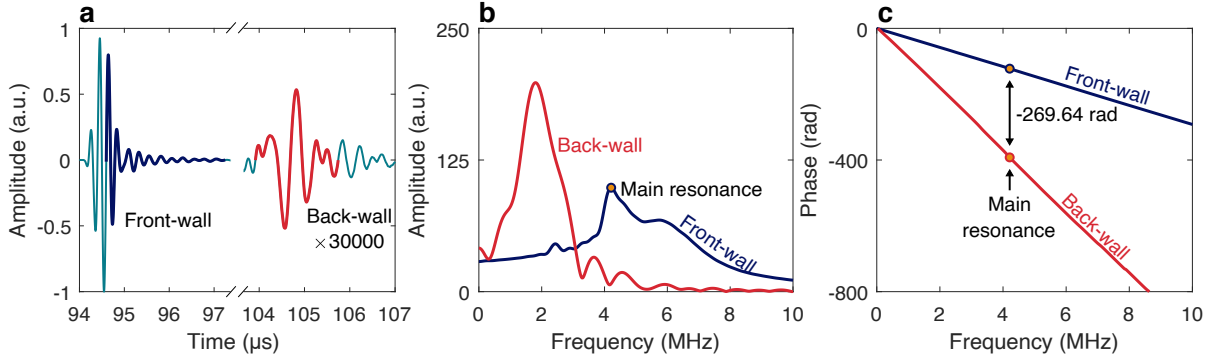 a
Amplitude (a.u.)
1
0.5
0
-0.5
-1
Front-wall
Back-wall
×30000
94 95 96 97 104 105 106 107
Time (µs)
b
Amplitude (a.u.)
250
125
0
Back-wall
Main resonance
Front-wall
0 2 4 6 8 10
Frequency (MHz)
c
Phase (rad)
0
-400
-800
Front-wall
-269.64 rad
Main
resonance
Back-wall
0 2 4 6 8 10
Frequency (MHz)